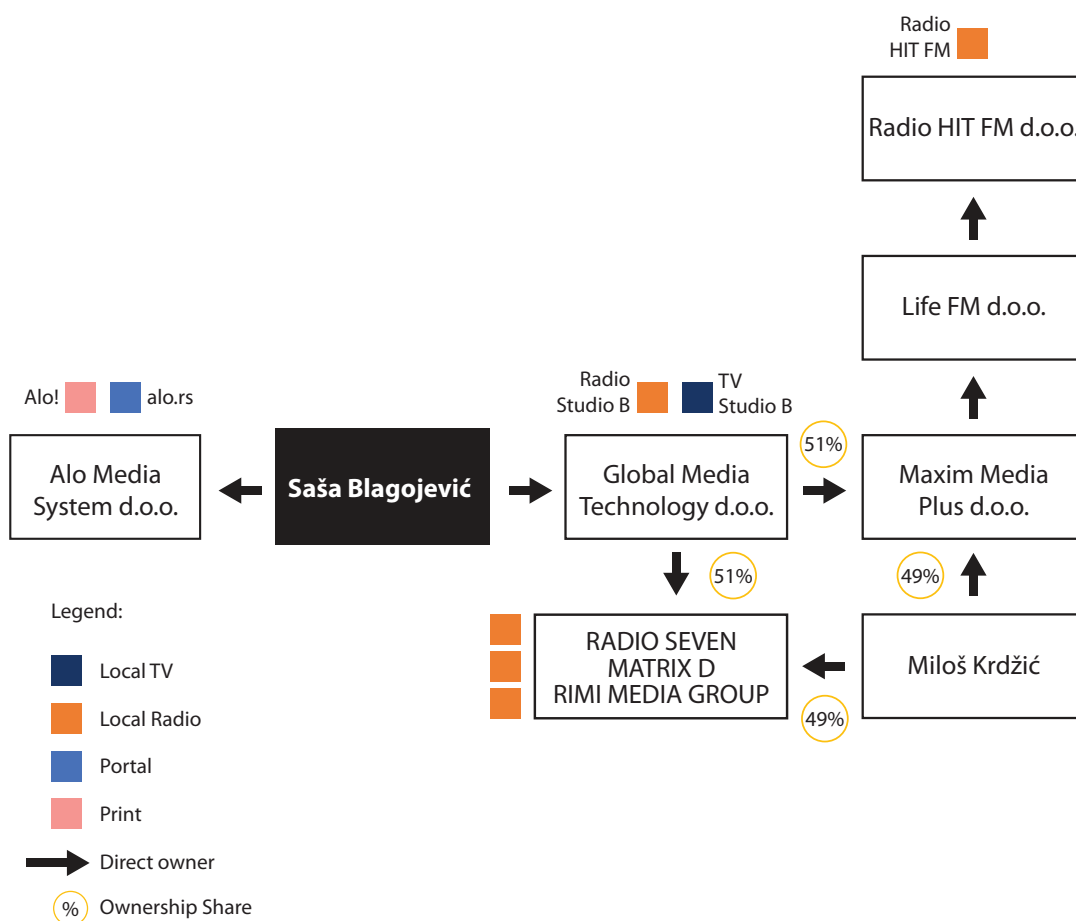 Radio
HIT FM
Radio HIT FM d.o.o.
Life FM d.o.o.
Alo!
alo.rs
Radio
Studio B
TV
Studio B
51%
Alo Media
System d.o.o.
Saša Blagojević
Global Media
Technology d.o.o.
Maxim Media
Plus d.o.o.
51%
49%
Legend:
RADIO SEVEN
MATRIX D
RIMI MEDIA GROUP
Miloš Krdžić
49%
Local TV
Local Radio
Portal
Print
Direct owner
%
Ownership Share